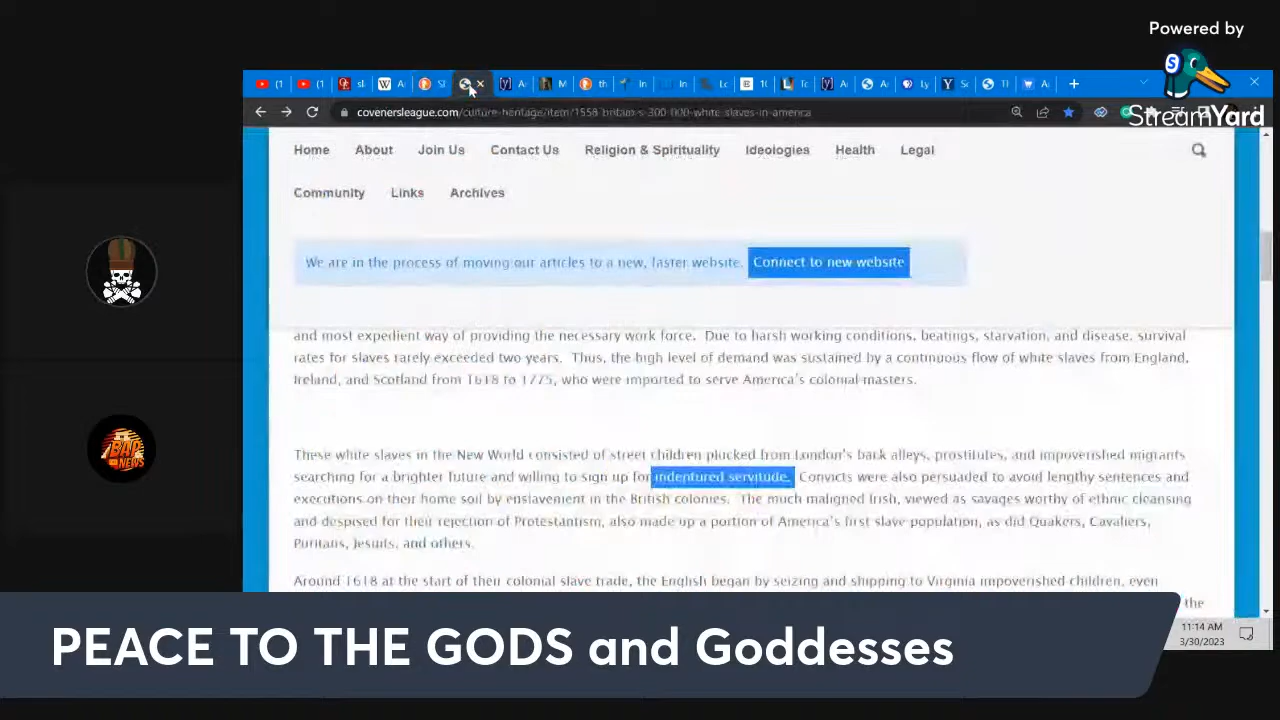 Powered by
StreamYard
covenersleague.com/culture-heritage/item/1558-britain-s-300-000-white-slaves-in-america
Home About Join Us Contact Us Religion & Spirituality Ideologies Health Legal
Community Links Archives
We are in the process of moving our articles to a new, faster website. Connect to new website
and most expedient way of providing the necessary work force. Due to harsh working conditions, beatings, starvation, and disease, survival
rates for slaves rarely exceeded two years. Thus, the high level of demand was sustained by a continuous flow of white slaves from England,
Ireland, and Scotland from 1618 to 1775, who were imported to serve America's colonial masters.
These white slaves in the New World consisted of street children plucked from London's back alleys, prostitutes, and impoverished migrants
searching for a brighter future and willing to sign up for indentured servitude. Convicts were also persuaded to avoid lengthy sentences and
executions on their home soil by enslavement in the British colonies. The much maligned Irish, viewed as savages worthy of ethnic cleansing
and despised for their rejection of Protestantism, also made up a portion of America's first slave population, as did Quakers, Cavaliers,
Puritans, Jesuits, and others.
Around 1618 at the start of their colonial slave trade, the English began by seizing and shipping to Virginia impoverished children, even
the
BAP
NEWS
11:14 AM
3/30/2023
PEACE TO THE GODS and Goddesses